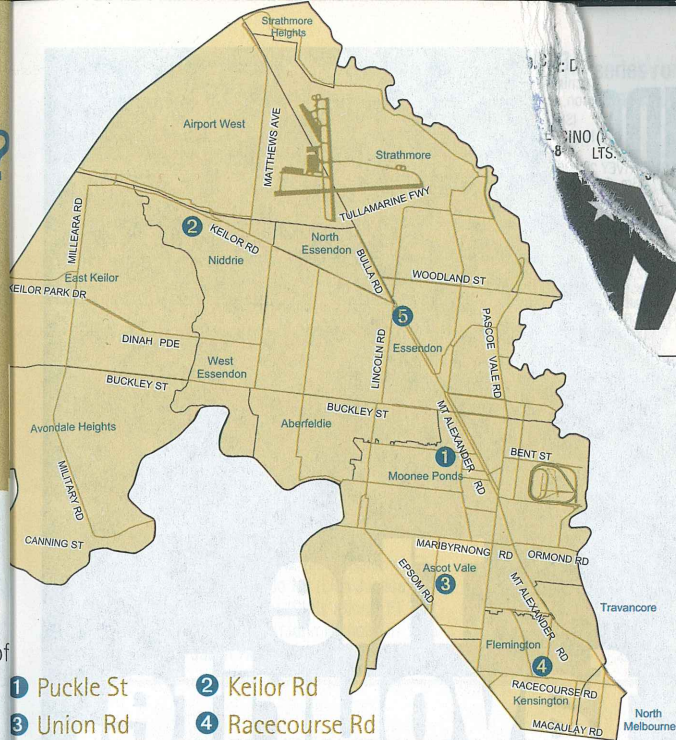 Strathmore
Heights
Airport West
MATTHEWS AVE
Strathmore
TULLAMARINE FWY
MILLEARA RD
2 KEILOR RD
North
Essendon
Niddrie
BULLA RD
WOODLAND ST
East Keilor
KEILOR PARK DR
5
PASCOE VALE RD
DINAH PDE
LINCOLN RD
Essendon
West
Essendon
BUCKLEY ST
BUCKLEY ST
Aberfeldie
MT ALEXANDER RD
Avondale Heights
1
BENT ST
Moonee Ponds
MILITARY RD
CANNING ST
MARIBYRNONG RD
ORMOND RD
EPSOM RD
Ascot Vale
3
MT ALEXANDER RD
Travancore
Flemington
4
RACECOURSE RD
Kensington
MACAULAY RD
North
Melbourne
of
1 Puckle St
2 Keilor Rd
3 Union Rd
4 Racecourse Rd
LTS.